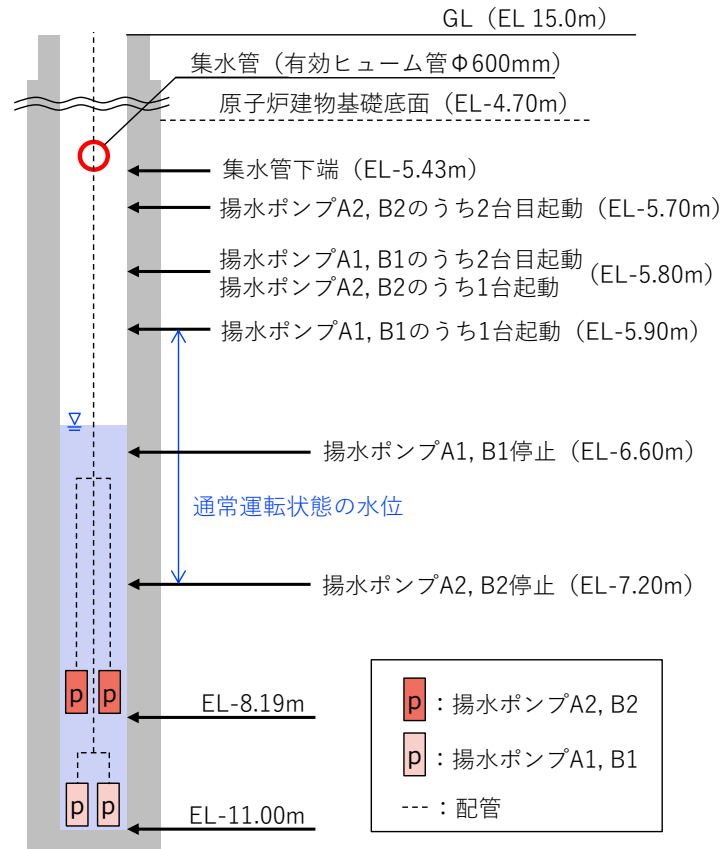 GL（EL 15.0m）
集水管（有効ヒューム管Φ600mm）
原子炉建物基礎底面（EL-4.70m）
集水管下端（EL-5.43m）
揚水ポンプA2, B2のうち2台目起動（EL-5.70m）
揚水ポンプA1, B1のうち2台目起動
揚水ポンプA2, B2のうち1台起動
（EL-5.80m）
揚水ポンプA1, B1のうち1台起動（EL-5.90m）
揚水ポンプA1, B1停止（EL-6.60m）
通常運転状態の水位
揚水ポンプA2, B2停止（EL-7.20m）
p p
EL-8.19m
p：揚水ポンプA2, B2
p：揚水ポンプA1, B1
p p
---：配管
EL-11.00m